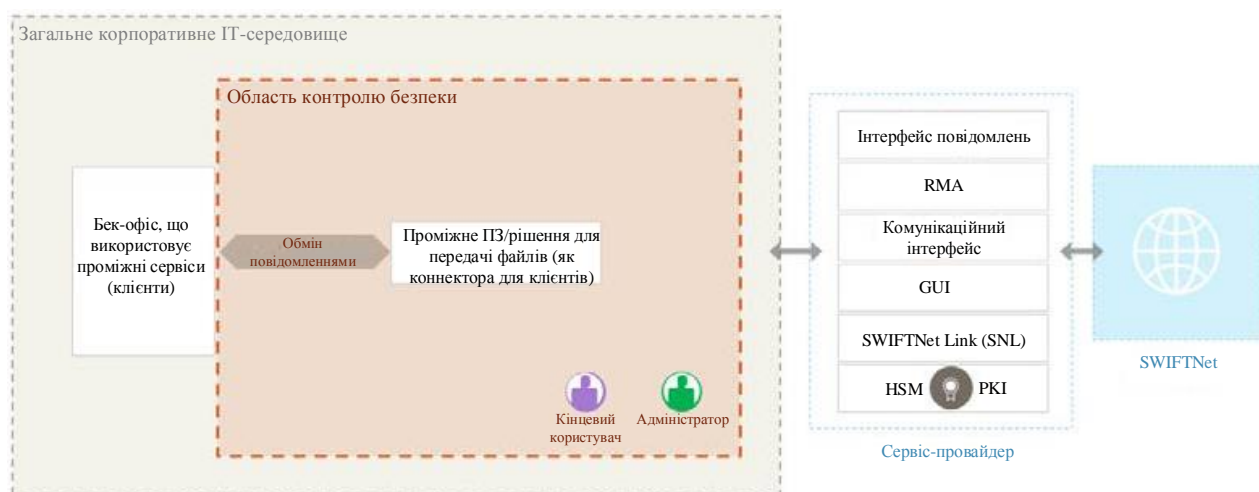 Загальне корпоративне ІТ-середовище
Область контролю безпеки
Бек-офіс, що
використовує
проміжні сервіси
(клієнти)
Обмін
повідомленнями
Проміжне ПЗ/рішення для
передачі файлів (як
коннектора для клієнтів)
Кінцевий
користувач
Адміністратор
Інтерфейс повідомлень
RMA
Комунікаційний
інтерфейс
GUI
SWIFTNet Link (SNL)
HSM PKI
Сервіс-провайдер
SWIFTNet